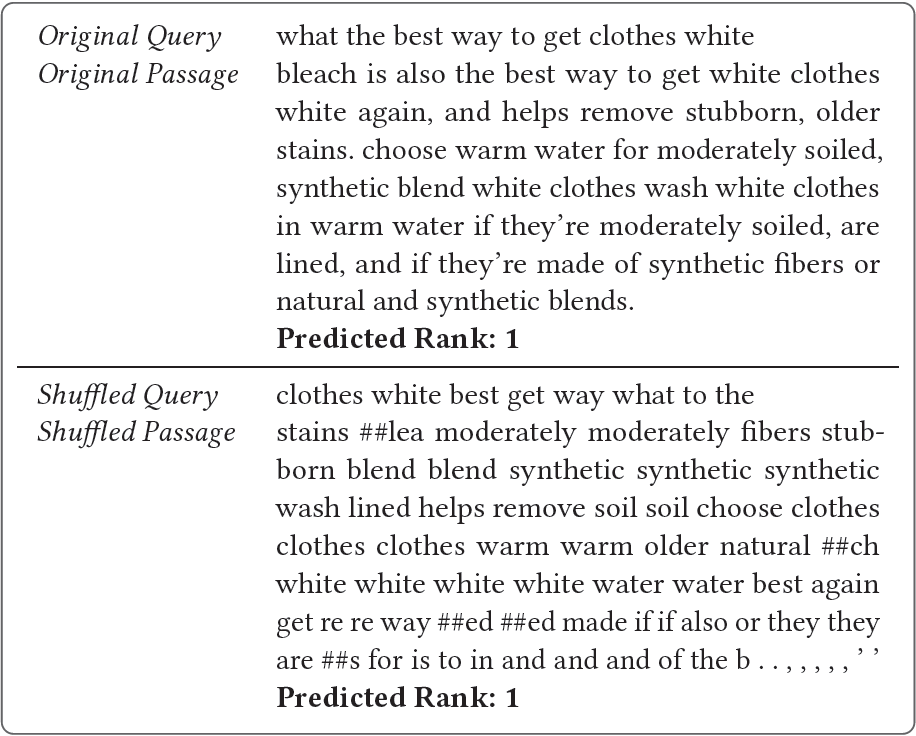 Original Query what the best way to get clothes white
Original Passage bleach is also the best way to get white clothes
white again, and helps remove stubborn, older
stains. choose warm water for moderately soiled,
synthetic blend white clothes wash white clothes
in warm water if they’re moderately soiled, are
lined, and if they’re made of synthetic fibers or
natural and synthetic blends.
Predicted Rank: 1
Shuffled Query clothes white best get way what to the
Shuffled Passage stains ##lea moderately moderately fibers stub-
born blend blend synthetic synthetic synthetic
wash lined helps remove soil soil choose clothes
clothes clothes warm warm older natural ##ch
white white white white water water best again
get re re way ##ed ##ed made if if also or they they
are ##s for is to in and and and of the b . . , , , , , ’ ’
Predicted Rank: 1